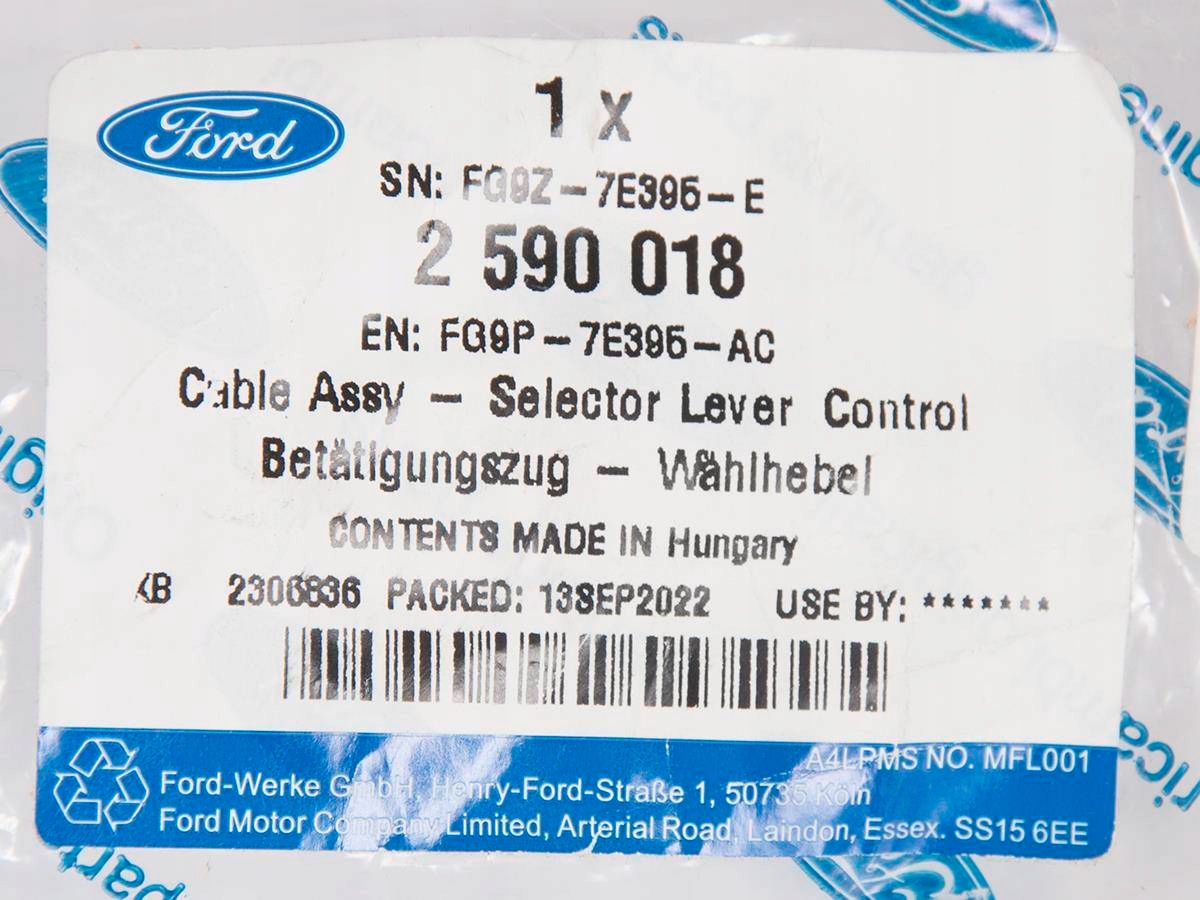 Ford
1 x
SN: FG9Z-7E395-E
2 590 018
EN: FG9P-7E395-AC
Cable Assy - Selector Lever Control
Betätigungszug - Wählhebel
CONTENTS MADE IN Hungary
KB 2306836 PACKED: 13SEP2022 USE BY: *******
A4LPMS NO. MFL001
Ford-Werke GmbH, Henry-Ford-Straße 1, 50735 Köln
Ford Motor Company Limited, Arterial Road, Laindon, Essex. SS15 6EE